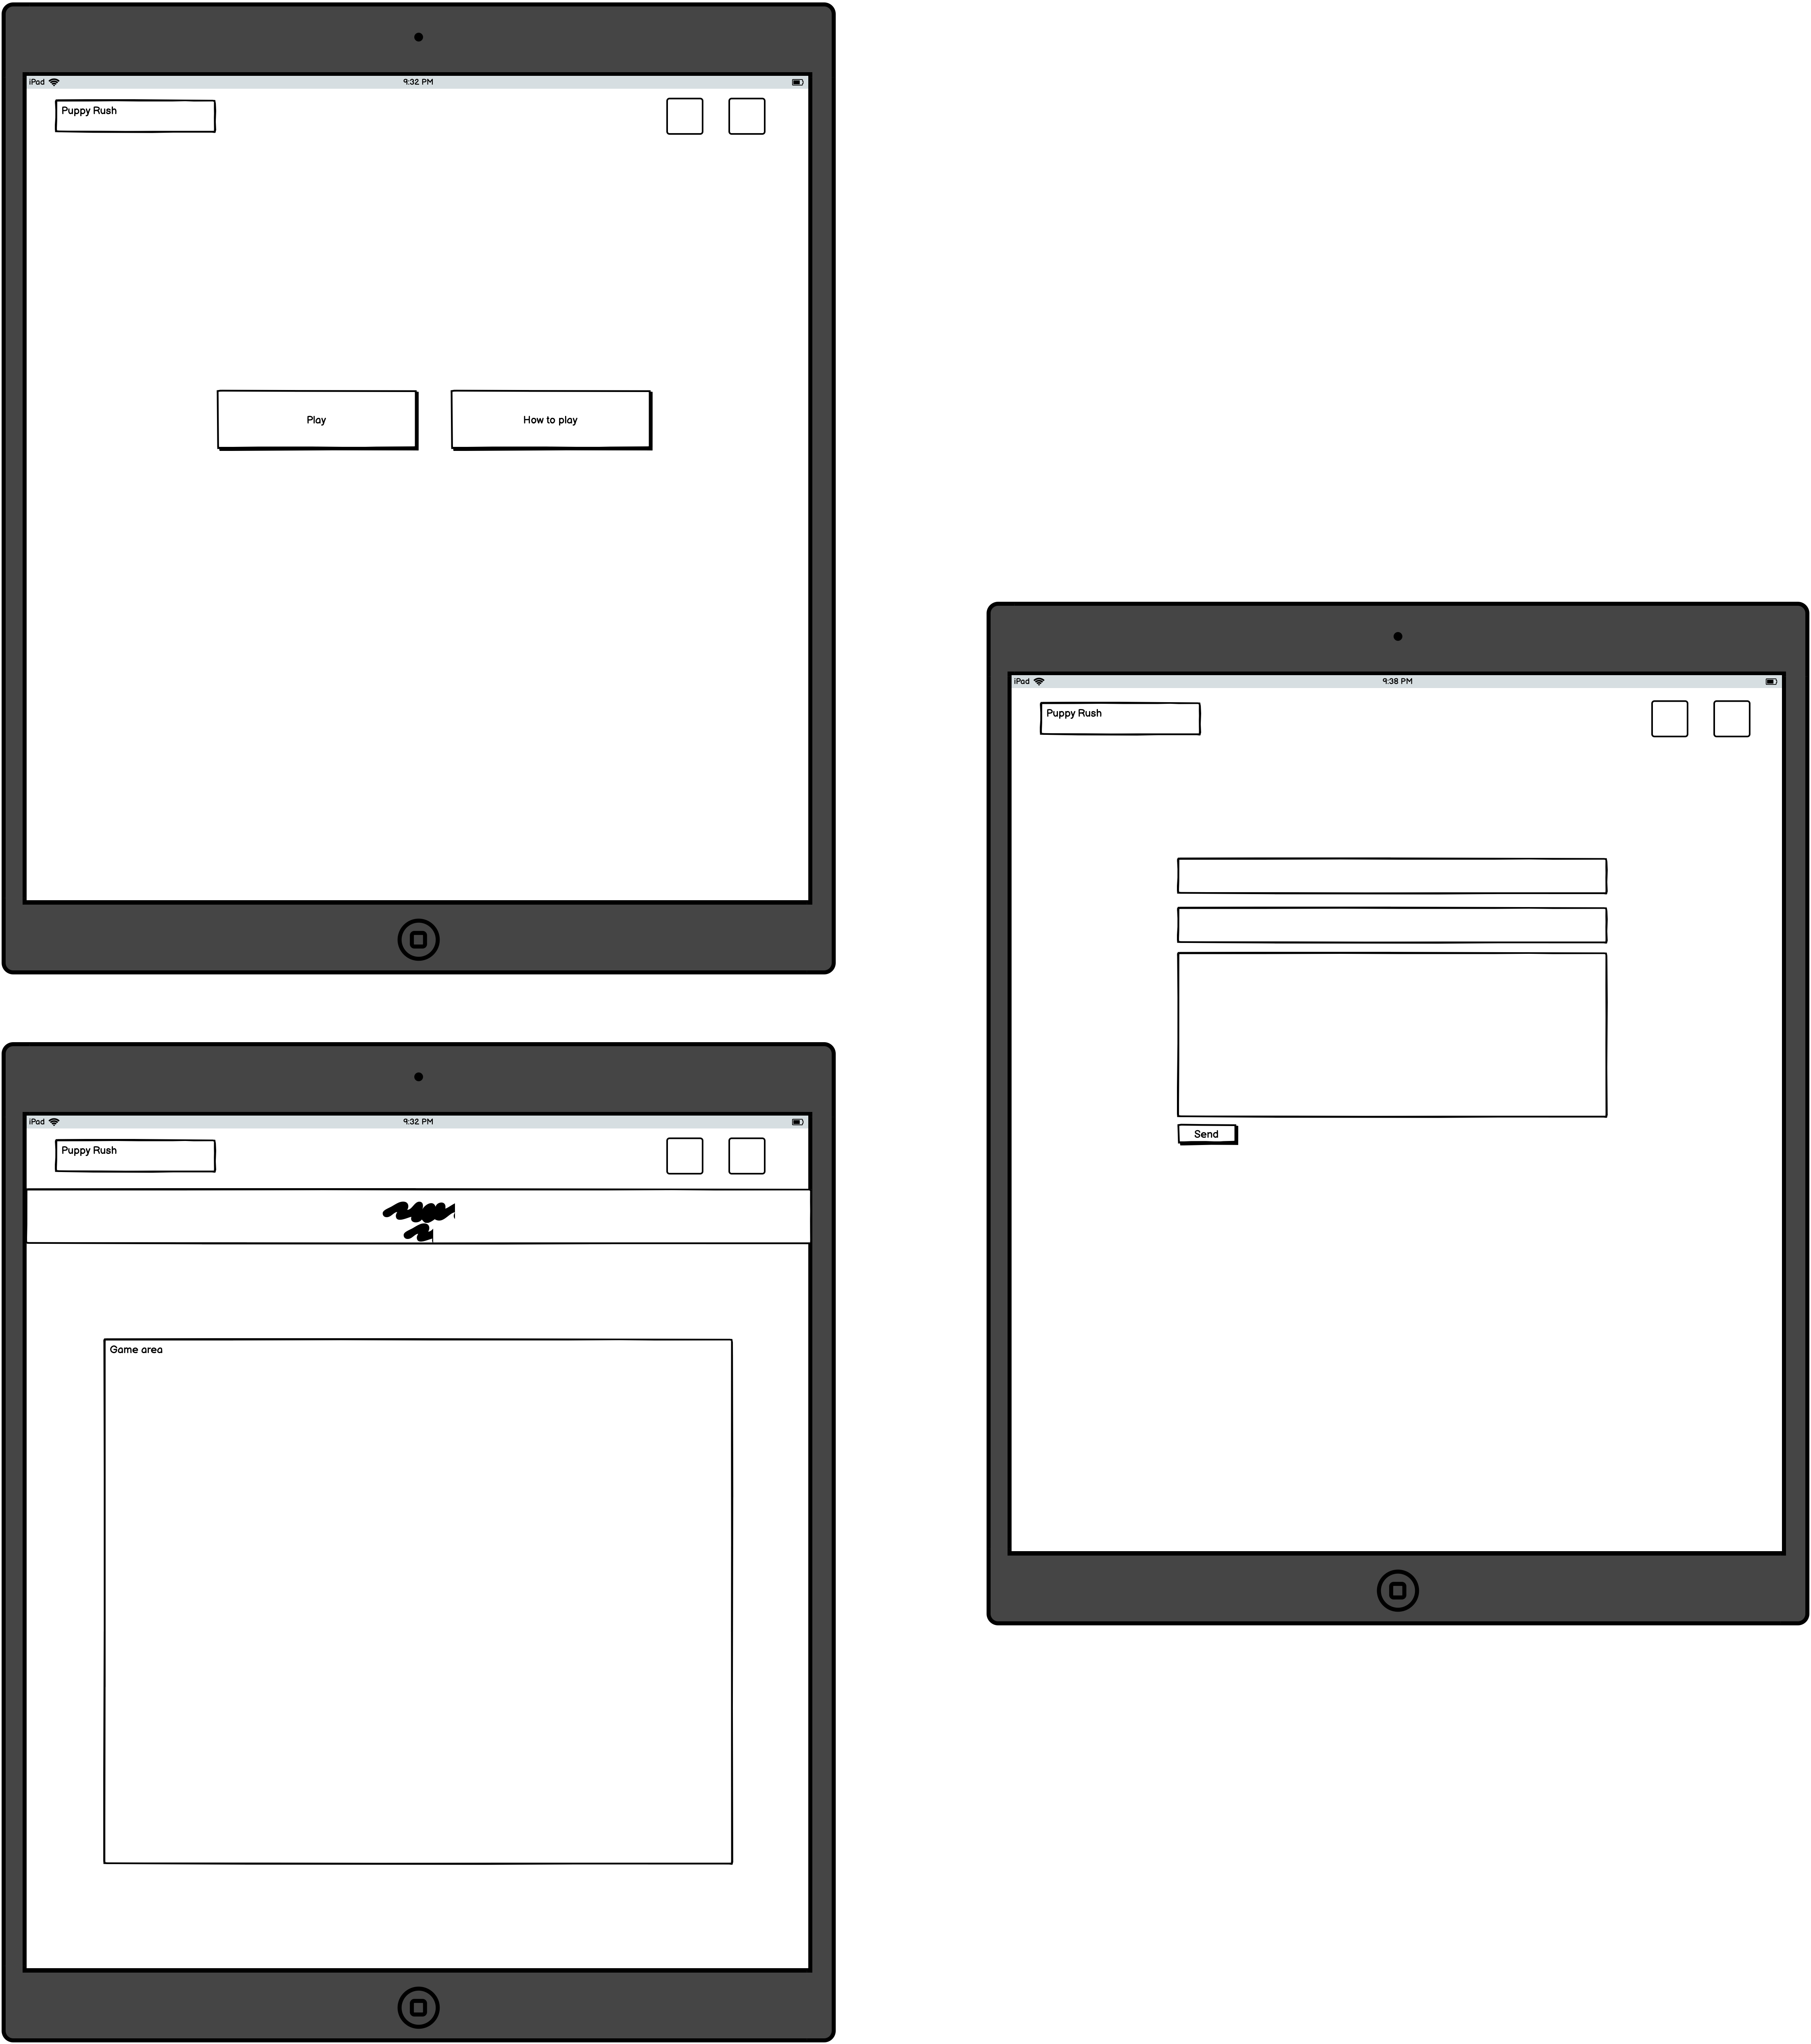 iPad
9:32 PM
Puppy Rush
Play
How to play
iPad
9:38 PM
Puppy Rush
Send
iPad
9:32 PM
Puppy Rush
Game area